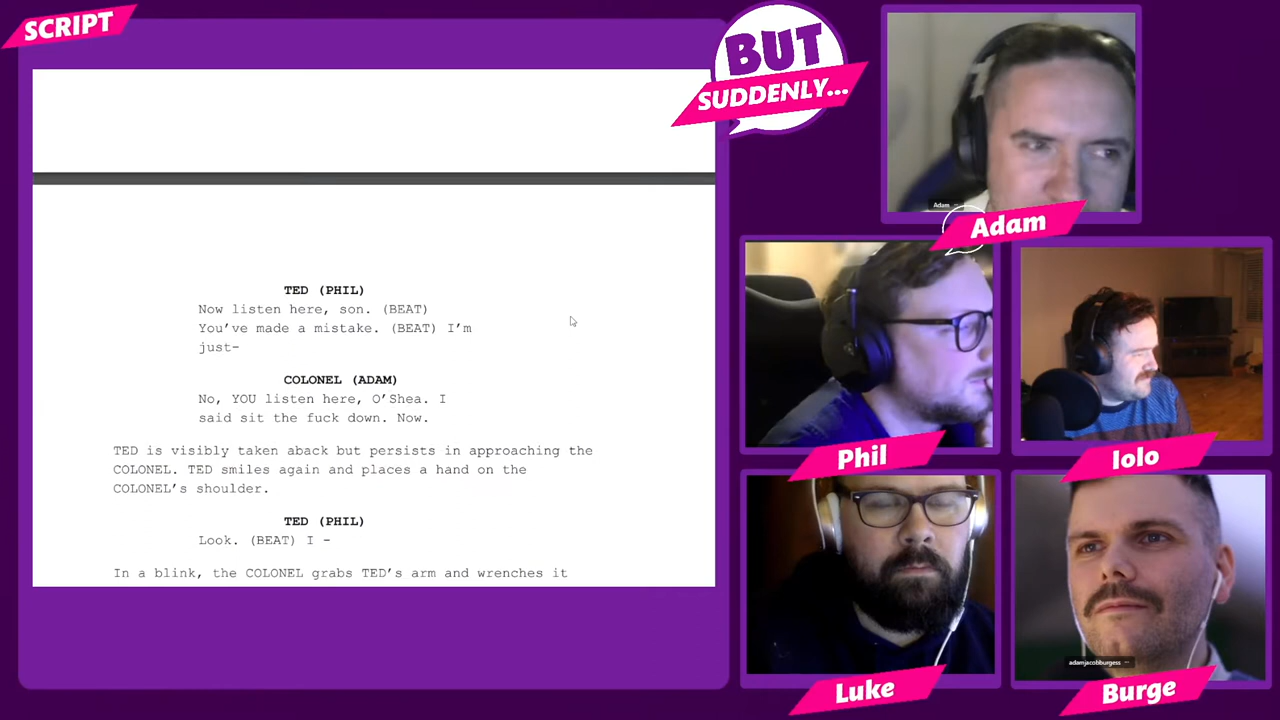 SCRIPT
BUT
SUDDENLY...
TED (PHIL)
Now listen here, son. (BEAT)
You've made a mistake. (BEAT) I'm
just-
COLONEL (ADAM)
No, YOU listen here, O'Shea. I
said sit the fuck down. Now.
TED is visibly taken aback but persists in approaching the
COLONEL. TED smiles again and places a hand on the
COLONEL's shoulder.
TED (PHIL)
Look. (BEAT) I -
In a blink, the COLONEL grabs TED's arm and wrenches it
Adam
Adam
Phil
Iolo
Luke
adamjacobburgess
Burge